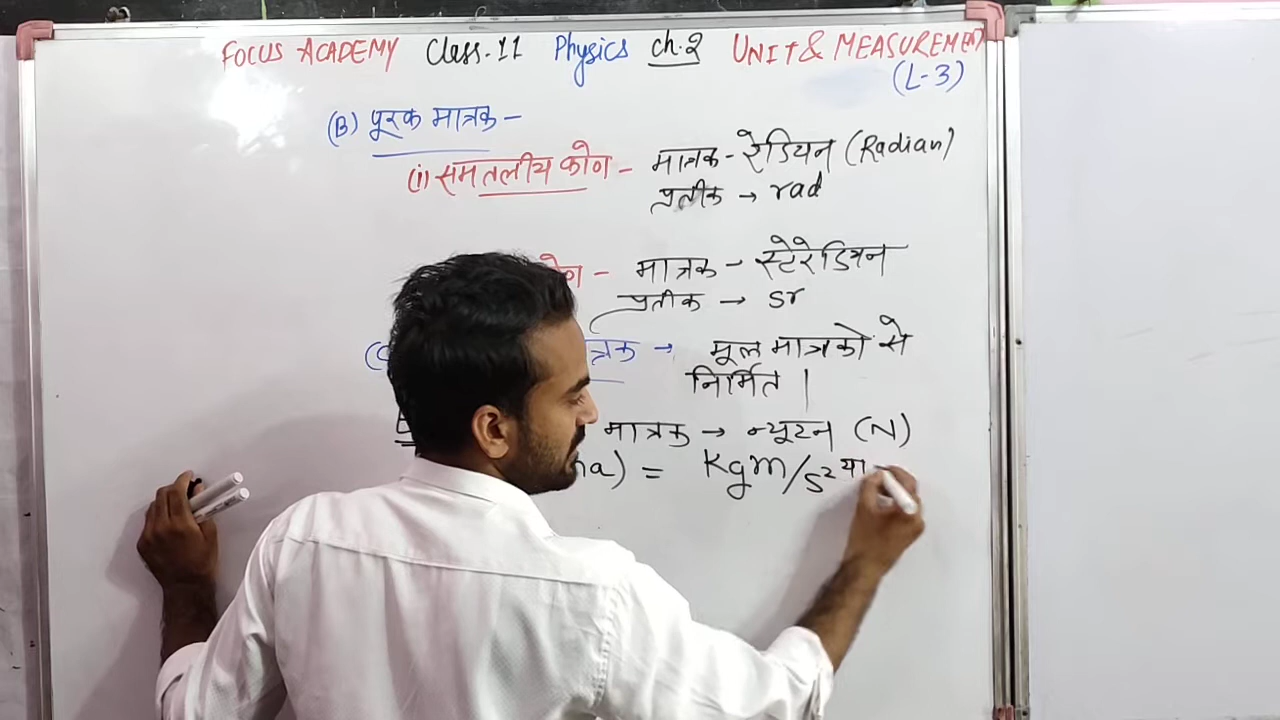 FOCUS ACADEMY Class.11 Physics ch.2 UNIT & MEASUREMENT
(L-3)
(B) पूरक मात्रक -
(i) समतलीय कोण - मात्रक - रेडियन (Radian)
प्रतीक → rad
- मात्रक - स्टेरेडियन
प्रतीक → sr
(C → मूल मात्रको से
निर्मित |
मात्रक → न्यूटन (N)
ma) = Kgm/s² या